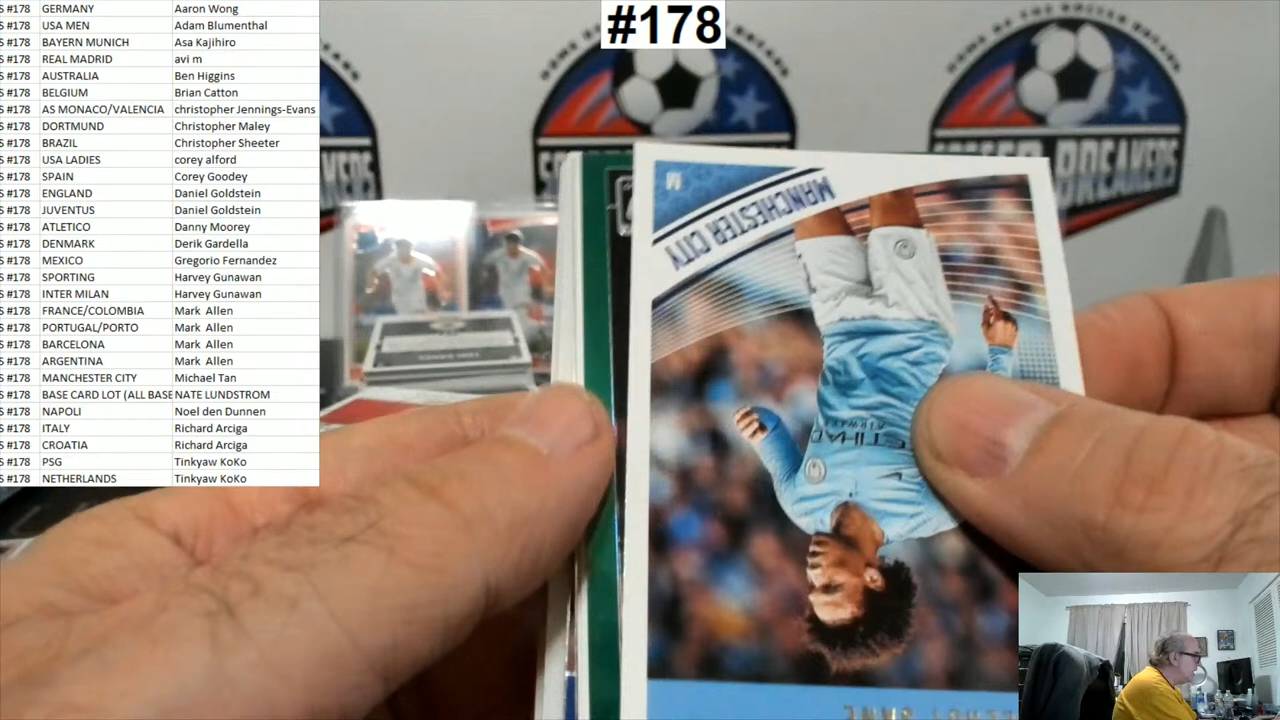 #178
S #178 GERMANY Aaron Wong
S #178 USA MEN Adam Blumenthal
S #178 BAYERN MUNICH Asa Kajihiro
S #178 REAL MADRID avi m
S #178 AUSTRALIA Ben Higgins
S #178 BELGIUM Brian Catton
S #178 AS MONACO/VALENCIA christopher Jennings-Evans
S #178 DORTMUND Christopher Maley
S #178 BRAZIL Christopher Sheeter
S #178 USA LADIES corey alford
S #178 SPAIN Corey Goodey
S #178 ENGLAND Daniel Goldstein
S #178 JUVENTUS Daniel Goldstein
S #178 ATLETICO Danny Moorey
S #178 DENMARK Derik Gardella
S #178 MEXICO Gregorio Fernandez
S #178 SPORTING Harvey Gunawan
S #178 INTER MILAN Harvey Gunawan
S #178 FRANCE/COLOMBIA Mark Allen
S #178 PORTUGAL/PORTO Mark Allen
S #178 BARCELONA Mark Allen
S #178 ARGENTINA Mark Allen
S #178 MANCHESTER CITY Michael Tan
S #178 BASE CARD LOT (ALL BASE NATE LUNDSTROM
S #178 NAPOLI Noel den Dunnen
S #178 ITALY Richard Arciga
S #178 CROATIA Richard Arciga
S #178 PSG Tinkyaw KoKo
S #178 NETHERLANDS Tinkyaw KoKo
BREAKERS
M
MANCHESTER CITY
ETIHAD
AIRWAYS